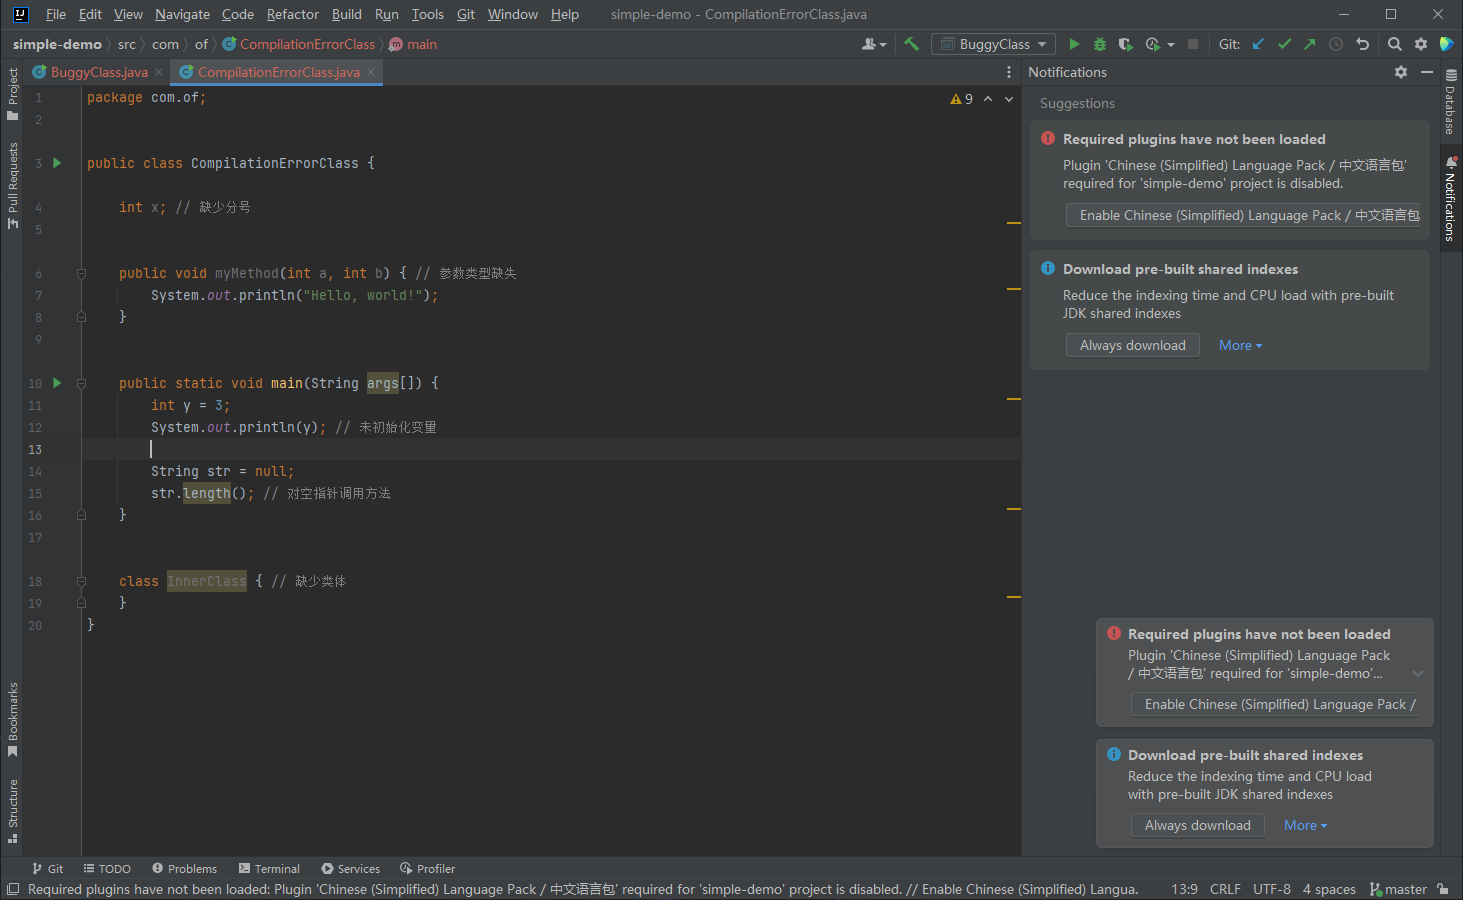 File Edit View Navigate Code Refactor Build Run Tools Git Window Help simple-demo - CompilationErrorClass.java
simple-demo src com of CompilationErrorClass main BuggyClass Git:
BuggyClass.java CompilationErrorClass.java
Project
Pull Requests
Bookmarks
Structure
1 package com.of;
2
3 public class CompilationErrorClass {
4 int x; // 缺少分号
5
6 public void myMethod(int a, int b) { // 参数类型缺失
7 System.out.println("Hello, world!");
8 }
9
10 public static void main(String args[]) {
11 int y = 3;
12 System.out.println(y); // 未初始化变量
13
14 String str = null;
15 str.length(); // 对空指针调用方法
16 }
17
18 class InnerClass { // 缺少类体
19 }
20 }
9
Notifications
Suggestions
Required plugins have not been loaded
Plugin 'Chinese (Simplified) Language Pack / 中文语言包'
required for 'simple-demo' project is disabled.
Enable Chinese (Simplified) Language Pack / 中文语言包
Download pre-built shared indexes
Reduce the indexing time and CPU load with pre-built
JDK shared indexes
Always download More
Required plugins have not been loaded
Plugin 'Chinese (Simplified) Language Pack
/ 中文语言包' required for 'simple-demo'...
Enable Chinese (Simplified) Language Pack /
Download pre-built shared indexes
Reduce the indexing time and CPU load
with pre-built JDK shared indexes
Always download More
Database
Notifications
Git TODO Problems Terminal Services Profiler
Required plugins have not been loaded: Plugin 'Chinese (Simplified) Language Pack / 中文语言包' required for 'simple-demo' project is disabled. // Enable Chinese (Simplified) Langua. 13:9 CRLF UTF-8 4 spaces master